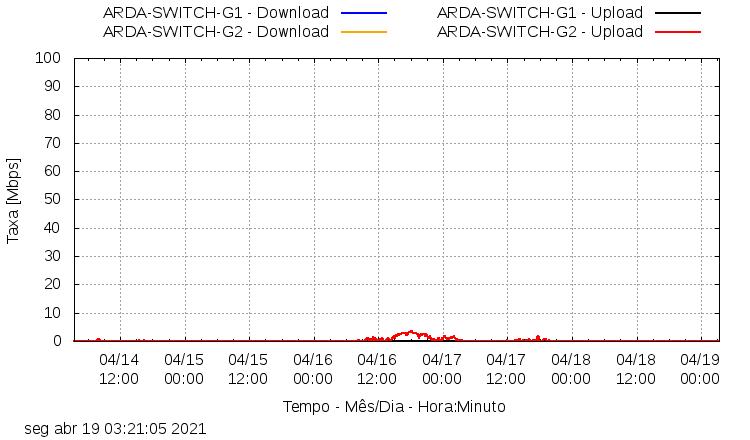 ARDA-SWITCH-G1 - Download ARDA-SWITCH-G1 - Upload
ARDA-SWITCH-G2 - Download ARDA-SWITCH-G2 - Upload
100
90
80
70
60
50
40
30
20
10
0
Taxa [Mbps]
04/14 04/15 04/15 04/16 04/16 04/17 04/17 04/18 04/18 04/19
12:00 00:00 12:00 00:00 12:00 00:00 12:00 00:00 12:00 00:00
Tempo - Mês/Dia - Hora:Minuto
seg abr 19 03:21:05 2021